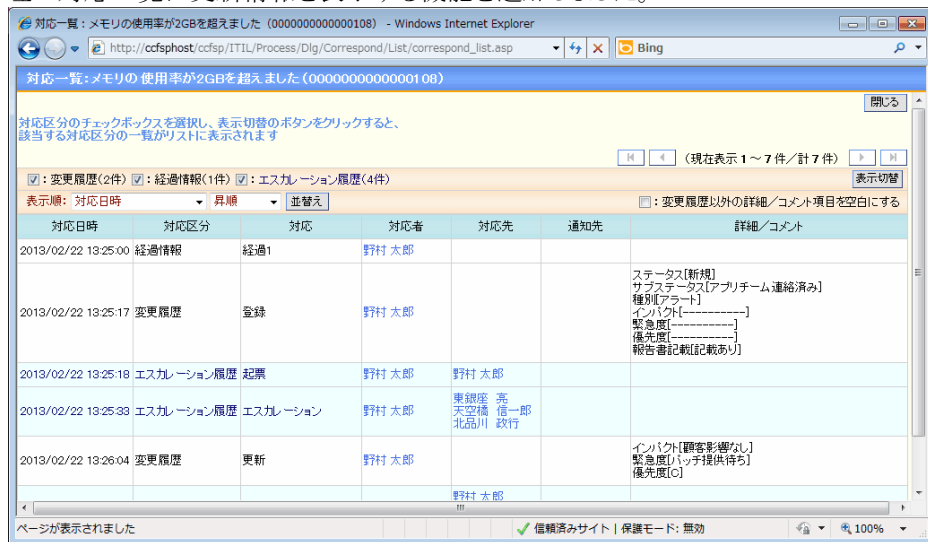 対応一覧：メモリの使用率が2GBを超えました（0000000000000108） - Windows Internet Explorer
http://ccfsphost/ccfsp/ITIL/Process/Dlg/Correspond/List/correspond_list.asp
Bing
対応一覧：メモリの使用率が2GBを超えました（0000000000000108）
閉じる
対応区分のチェックボックスを選択し、表示切替のボタンをクリックすると、
該当する対応区分の一覧がリストに表示されます
（現在表示 1 ～ 7 件／計 7 件）
：変更履歴（2件） ：経過情報（1件） ：エスカレーション履歴（4件） 表示切替
表示順： 対応日時 昇順 並替え ：変更履歴以外の詳細／コメント項目を空白にする
対応日時 対応区分 対応 対応者 対応先 通知先 詳細／コメント
2013/02/22 13:25:00 経過情報 経過1 野村 太郎
2013/02/22 13:25:17 変更履歴 登録 野村 太郎
ステータス[新規]
サブステータス[アプリチーム連絡済み]
種別[アラート]
インパクト[----------]
緊急度[----------]
優先度[----------]
報告書記載[記載あり]
2013/02/22 13:25:18 エスカレーション履歴 起票 野村 太郎 野村 太郎
2013/02/22 13:25:33 エスカレーション履歴 エスカレーション 野村 太郎
東銀座 亮
天空橋 信一郎
北品川 政行
2013/02/22 13:26:04 変更履歴 更新 野村 太郎
インパクト[顧客影響なし]
緊急度[パッチ提供待ち]
優先度[C]
野村 太郎
ページが表示されました
信頼済みサイト | 保護モード: 無効
100%